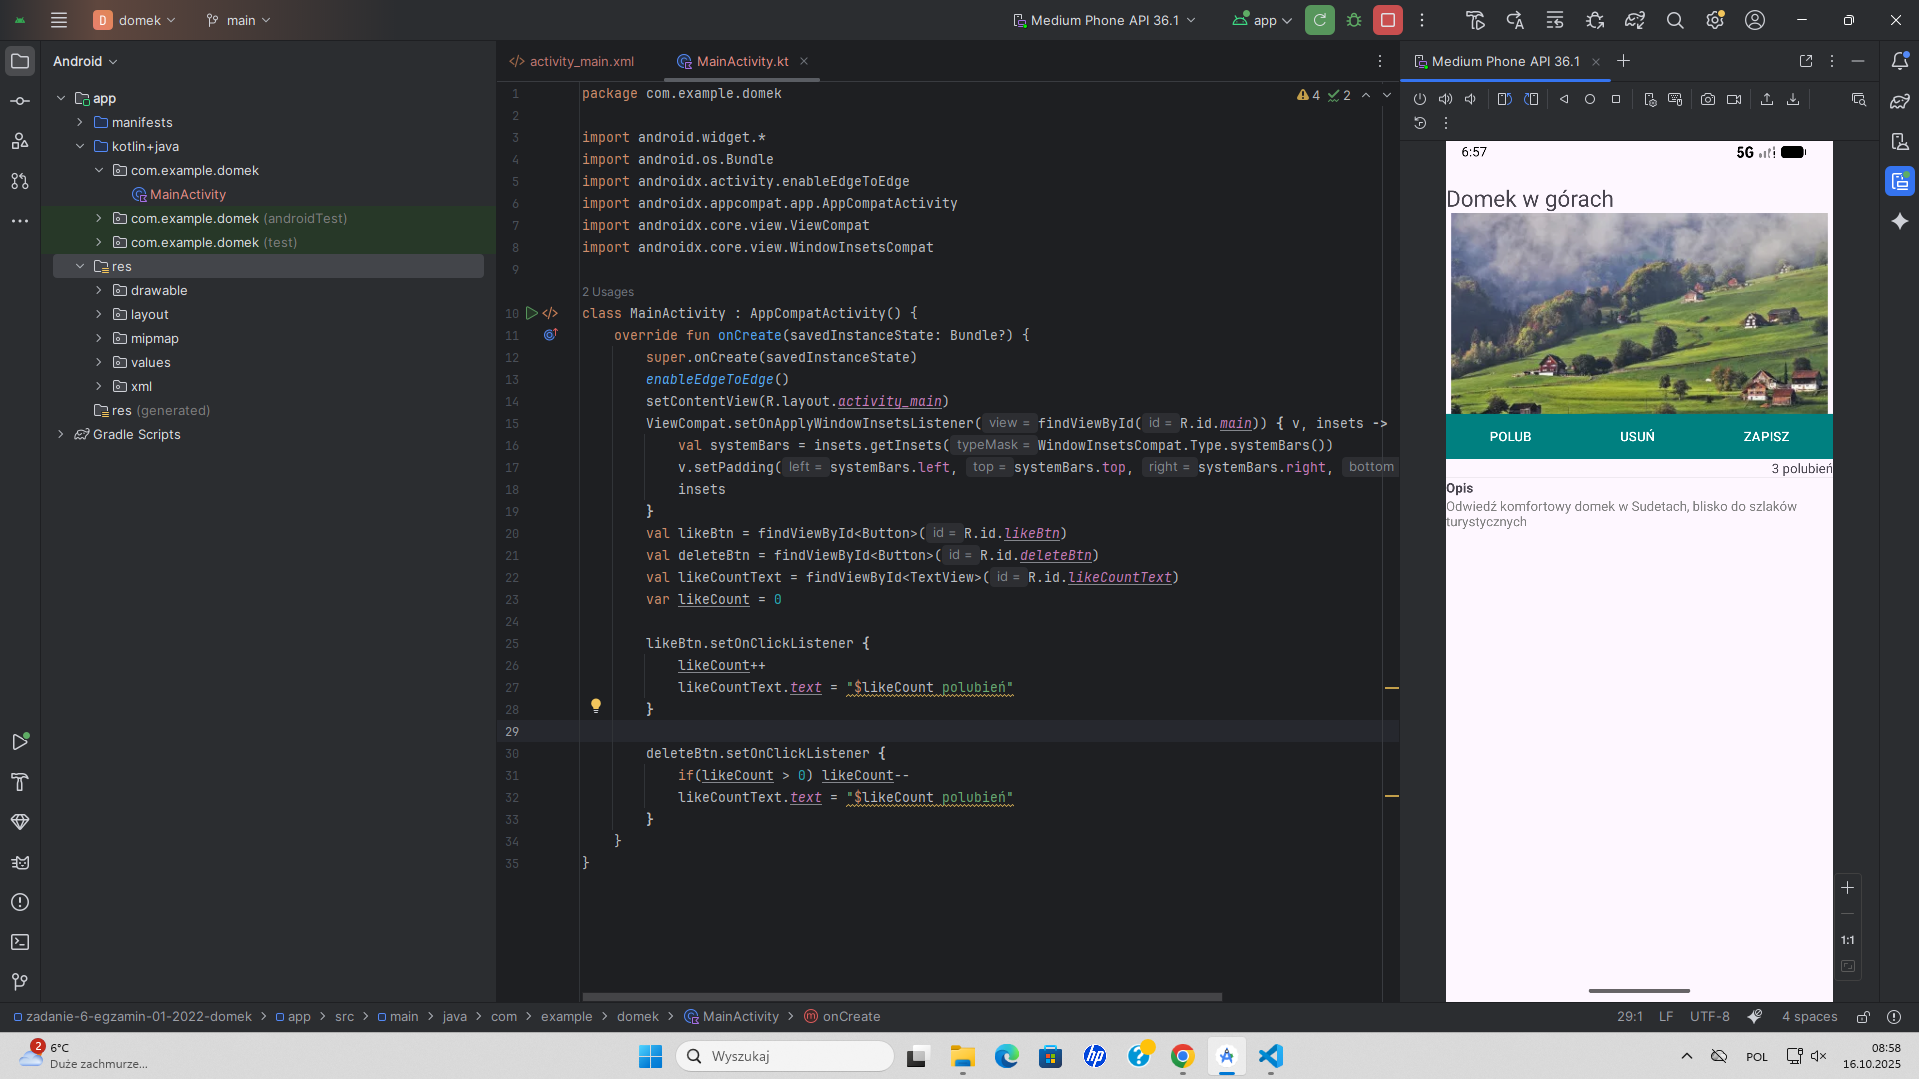 D domek main Medium Phone API 36.1 app
Android
app
manifests
kotlin+java
com.example.domek
MainActivity
com.example.domek (androidTest)
com.example.domek (test)
res
drawable
layout
mipmap
values
xml
res (generated)
Gradle Scripts
activity_main.xml MainActivity.kt
4 2
1 package com.example.domek
2
3 import android.widget.*
4 import android.os.Bundle
5 import androidx.activity.enableEdgeToEdge
6 import androidx.appcompat.app.AppCompatActivity
7 import androidx.core.view.ViewCompat
8 import androidx.core.view.WindowInsetsCompat
9
2 Usages
10 class MainActivity : AppCompatActivity() {
11 override fun onCreate(savedInstanceState: Bundle?) {
12 super.onCreate(savedInstanceState)
13 enableEdgeToEdge()
14 setContentView(R.layout.activity_main)
15 ViewCompat.setOnApplyWindowInsetsListener( view = findViewById( id = R.id.main)) { v, insets ->
16 val systemBars = insets.getInsets( typeMask = WindowInsetsCompat.Type.systemBars())
17 v.setPadding( left = systemBars.left, top = systemBars.top, right = systemBars.right, bottom
18 insets
19 }
20 val likeBtn = findViewById<Button>( id = R.id.likeBtn)
21 val deleteBtn = findViewById<Button>( id = R.id.deleteBtn)
22 val likeCountText = findViewById<TextView>( id = R.id.likeCountText)
23 var likeCount = 0
24
25 likeBtn.setOnClickListener {
26 likeCount++
27 likeCountText.text = "$likeCount polubień"
28 }
29
30 deleteBtn.setOnClickListener {
31 if(likeCount > 0) likeCount--
32 likeCountText.text = "$likeCount polubień"
33 }
34 }
35 }
Medium Phone API 36.1
6:57 5G
Domek w górach
POLUB USUŃ ZAPISZ
3 polubień
Opis
Odwiedź komfortowy domek w Sudetach, blisko do szlaków
turystycznych
1:1
zadanie-6-egzamin-01-2022-domek > app > src > main > java > com > example > domek > MainActivity > onCreate 29:1 LF UTF-8 4 spaces
2 6°C
Duże zachmurze...
Wyszukaj
POL
08:58
16.10.2025